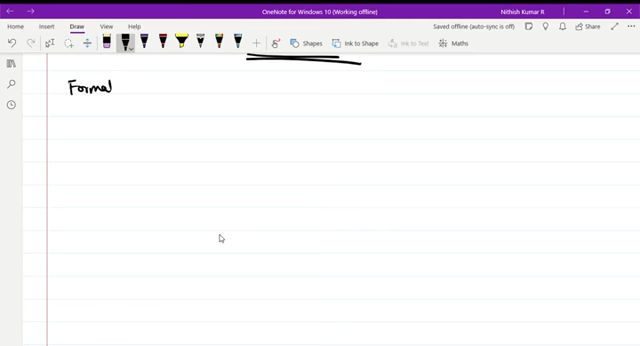 OneNote for Windows 10 (Working offline)
Nithish Kumar R
Home Insert Draw View Help
Saved offline (auto-sync is off)
Share
Shapes
Ink to Shape
Ink to Text
Maths
Formal